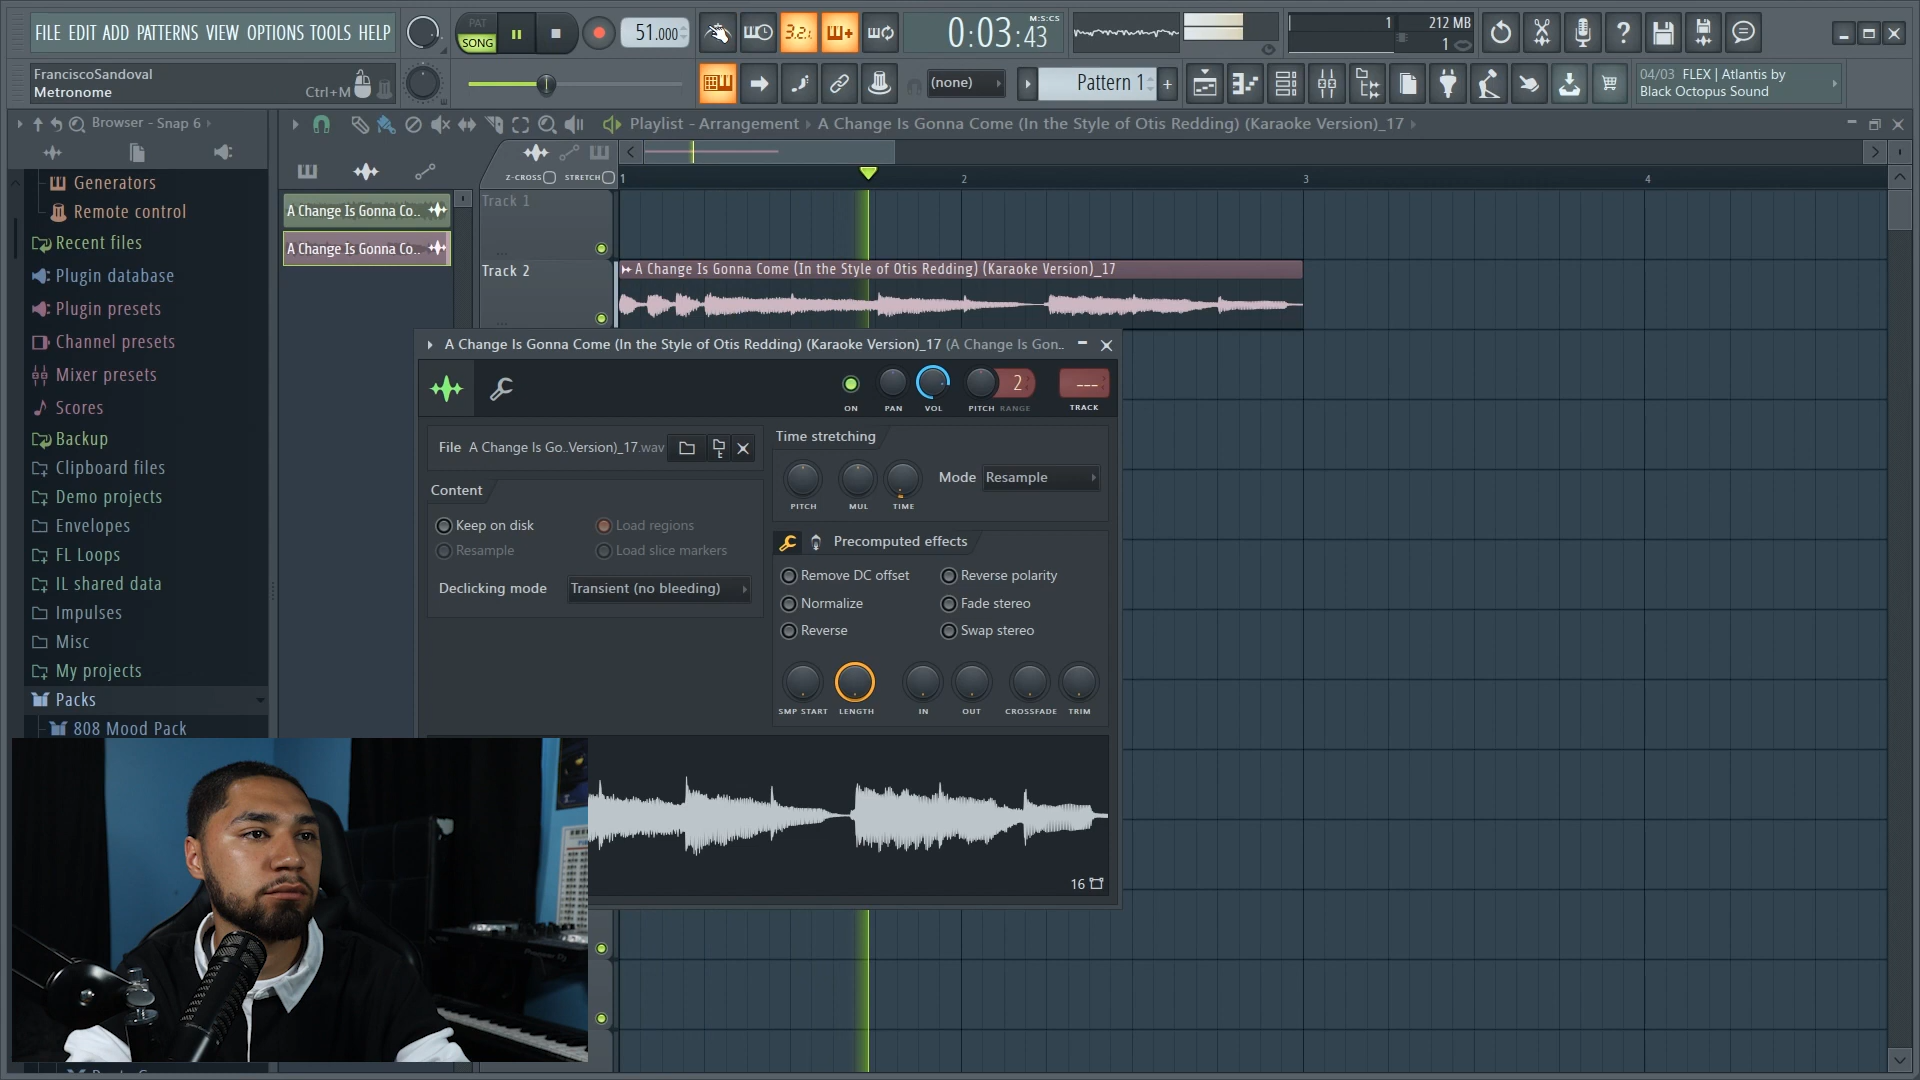 FILE EDIT ADD PATTERNS VIEW OPTIONS TOOLS HELP
PAT
SONG
51.000
3.2.
0:03:43
M:S:CS
1
212 MB
1
FranciscoSandoval
Metronome
Ctrl+M
(none)
Pattern 1
04/03 FLEX | Atlantis by
Black Octopus Sound
Browser - Snap 6
Playlist - Arrangement
A Change Is Gonna Come (In the Style of Otis Redding) (Karaoke Version)_17
Z-CROSS
STRETCH
1
2
3
4
Generators
Remote control
Recent files
Plugin database
Plugin presets
Channel presets
Mixer presets
Scores
Backup
Clipboard files
Demo projects
Envelopes
FL Loops
IL shared data
Impulses
Misc
My projects
Packs
808 Mood Pack
A Change Is Gonna Co..
A Change Is Gonna Co..
Track 1
Track 2
A Change Is Gonna Come (In the Style of Otis Redding) (Karaoke Version)_17
A Change Is Gonna Come (In the Style of Otis Redding) (Karaoke Version)_17 (A Change Is Gon..
ON
PAN
VOL
PITCH
RANGE
2
---
TRACK
File A Change Is Go..Version)_17.wav
Content
Keep on disk
Load regions
Resample
Load slice markers
Declicking mode
Transient (no bleeding)
Time stretching
PITCH
MUL
TIME
Mode
Resample
Precomputed effects
Remove DC offset
Reverse polarity
Normalize
Fade stereo
Reverse
Swap stereo
SMP START
LENGTH
IN
OUT
CROSSFADE
TRIM
16